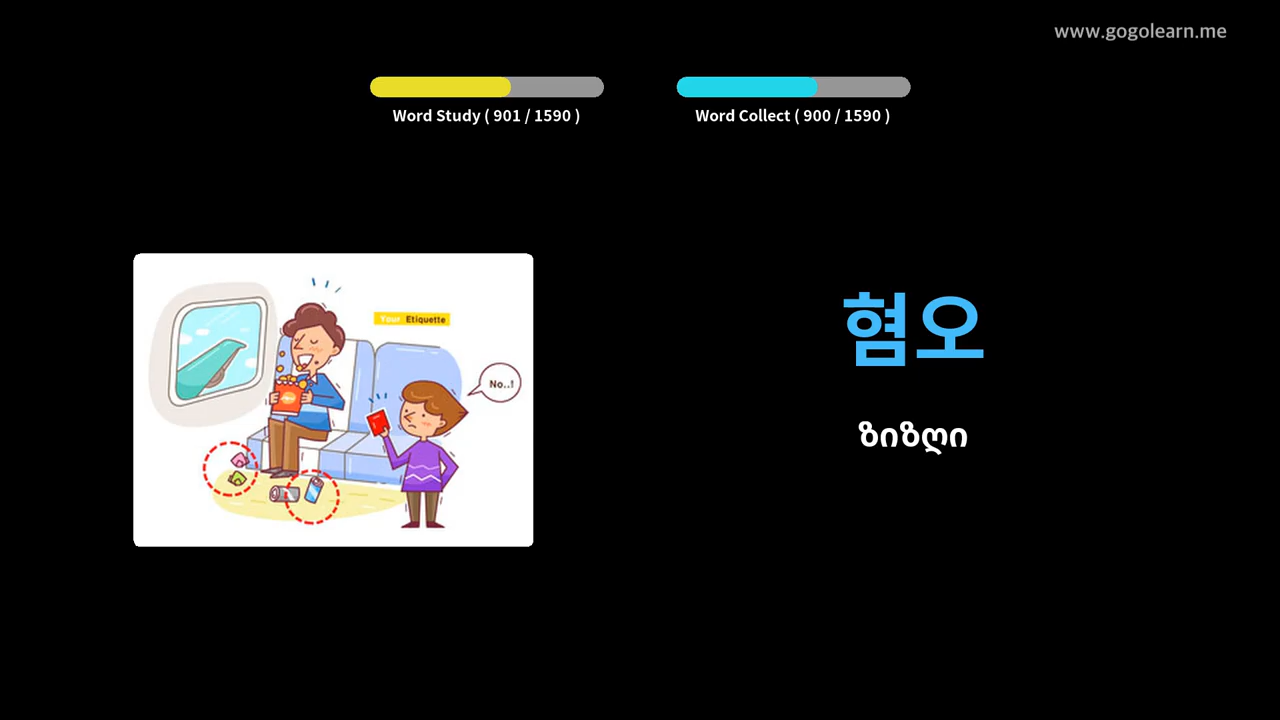 www.gogolearn.me
Word Study ( 901 / 1590 )
Word Collect ( 900 / 1590 )
Your Etiquette
No..!
혐오
ზიზღი